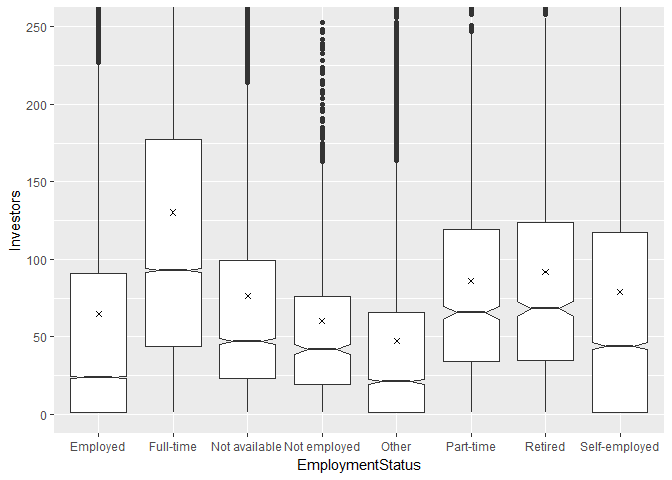 250
200
150
100
50
0
Investors
Employed Full-time Not available Not employed Other Part-time Retired Self-employed
EmploymentStatus